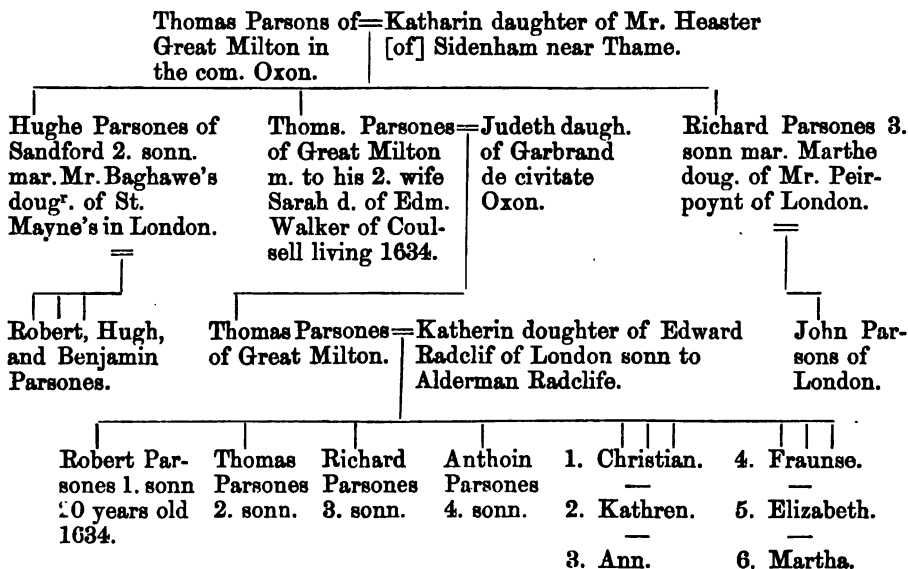 Thomas Parsons of=Katharin daughter of Mr. Heaster
Great Milton in [of] Sidenham near Thame.
the com. Oxon.
Hughe Parsones of
Sandford 2. sonn.
mar. Mr. Baghawe's
dougr. of St.
Mayne's in London.
=
Thoms. Parsones=Judeth daugh.
of Great Milton of Garbrand
m. to his 2. wife de civitate
Sarah d. of Edm. Oxon.
Walker of Coul-
sell living 1634.
Richard Parsones 3.
sonn mar. Marthe
doug. of Mr. Peir-
poynt of London.
=
Robert, Hugh,
and Benjamin
Parsones.
Thomas Parsones=Katherin doughter of Edward
of Great Milton. Radclif of London sonn to
Alderman Radclife.
John Par-
sons of
London.
Robert Par-
sones 1. sonn
years old
1634.
Thomas
Parsones
2. sonn.
Richard
Parsones
3. sonn.
Anthoin
Parsones
4. sonn.
1. Christian.
2. Kathren.
3. Ann.
4. Fraunse.
5. Elizabeth.
6. Martha.